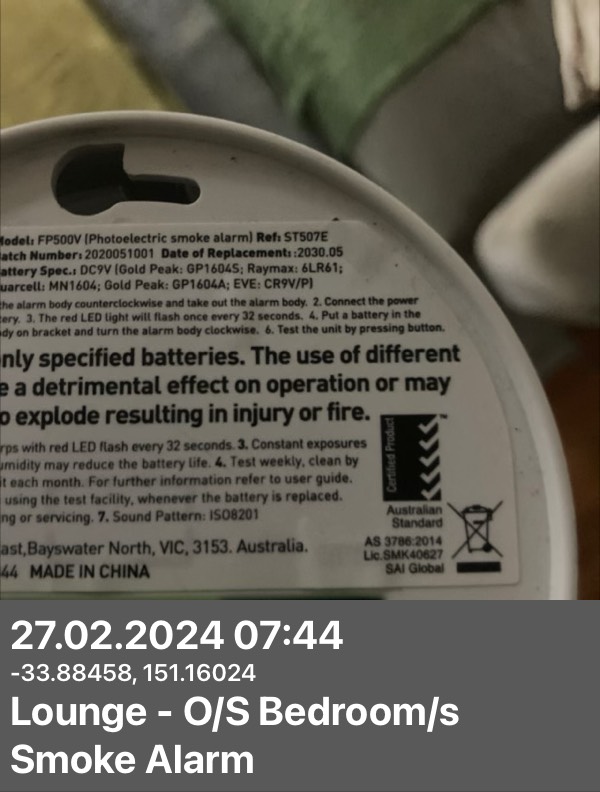 Model: FP500V (Photoelectric smoke alarm) Ref: ST507E
Batch Number: 2020051001 Date of Replacement: :2030.05
Battery Spec.: DC9V (Gold Peak: GP1604S; Raymax: 6LR61;
MN1604; Gold Peak: GP1604A; EVE: CR9V/P)
the alarm body counterclockwise and take out the alarm body. 2. Connect the power
3. The red LED light will flash once every 32 seconds. 4. Put a battery in the
on bracket and turn the alarm body clockwise. 6. Test the unit by pressing button.
only specified batteries. The use of different
a detrimental effect on operation or may
explode resulting in injury or fire.
with red LED flash every 32 seconds. 3. Constant exposures
may reduce the battery life. 4. Test weekly, clean by
it each month. For further information refer to user guide.
using the test facility, whenever the battery is replaced.
or servicing. 7. Sound Pattern: ISO8201
Bayswater North, VIC, 3153. Australia.
44 MADE IN CHINA
Certified Product
™
Australian
Standard
AS 3786:2014
Lic.SMK40627
SAI Global
27.02.2024 07:44
-33.88458, 151.16024
Lounge - O/S Bedroom/s
Smoke Alarm